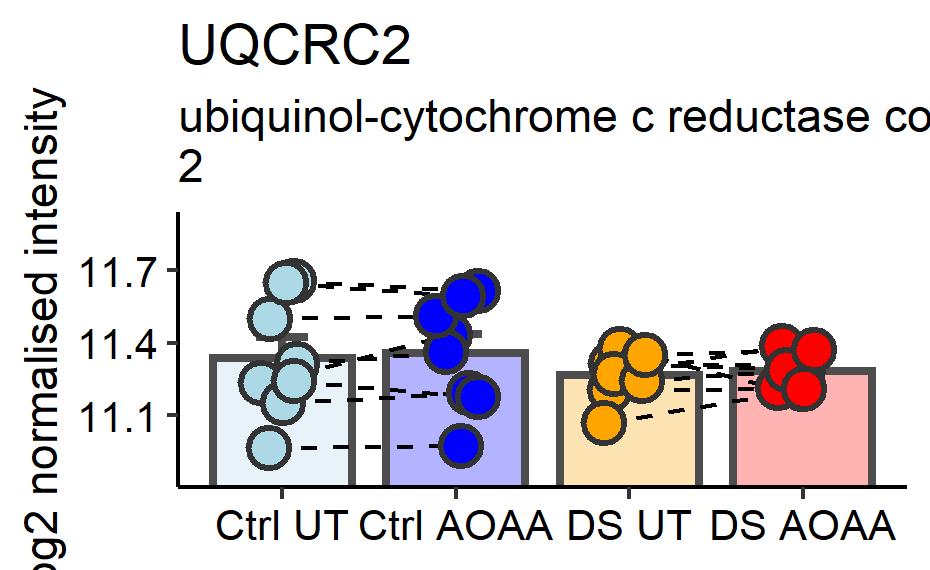 UQCRC2
ubiquinol-cytochrome c reductase co
2
og2 normalised intensity
11.7
11.4
11.1
Ctrl UT Ctrl AOAA DS UT DS AOAA